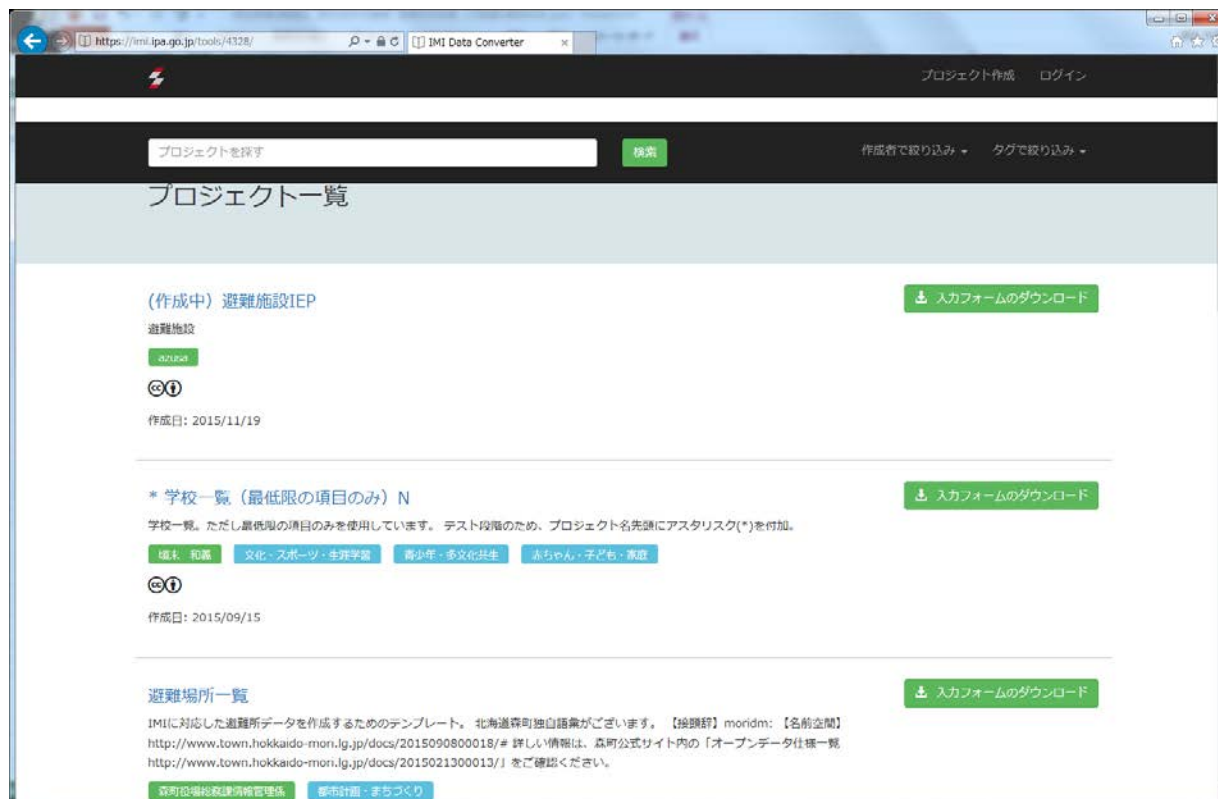 https://imi.ipa.go.jp/tools/4328/
IMI Data Converter
プロジェクト作成 ログイン
プロジェクトを探す 検索 作成者で絞り込み タグで絞り込み
プロジェクト一覧
(作成中) 避難施設IEP 入力フォームのダウンロード
避難施設
azusa
作成日: 2015/11/19
* 学校一覧（最低限の項目のみ）N 入力フォームのダウンロード
学校一覧。ただし最低限の項目のみを使用しています。 テスト段階のため、プロジェクト名先頭にアスタリスク(*)を付加。
和義 文化・スポーツ・生涯学習 青少年・多文化共生 赤ちゃん・子ども・家庭
cc
作成日: 2015/09/15
避難場所一覧 入力フォームのダウンロード
IMIに対応した避難所データを作成するためのテンプレート。 北海道森町独自語彙がございます。 【接頭辞】moridm: 【名前空間】
http://www.town.hokkaido-mori.lg.jp/docs/2015090800018/# 詳しい情報は、森町公式サイト内の「オープンデータ仕様一覧
http://www.town.hokkaido-mori.lg.jp/docs/2015021300013/」をご確認ください。
森町役場総務課情報管理係 都市計画・まちづくり